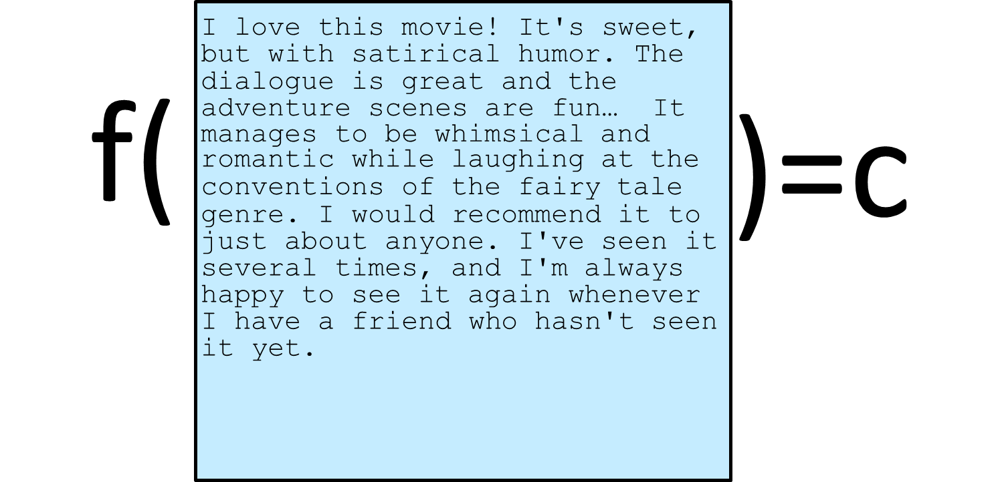 f(
I love this movie! It's sweet,
but with satirical humor. The
dialogue is great and the
adventure scenes are fun… It
manages to be whimsical and
romantic while laughing at the
conventions of the fairy tale
genre. I would recommend it to
just about anyone. I've seen it
several times, and I'm always
happy to see it again whenever
I have a friend who hasn't seen
it yet.
)=c